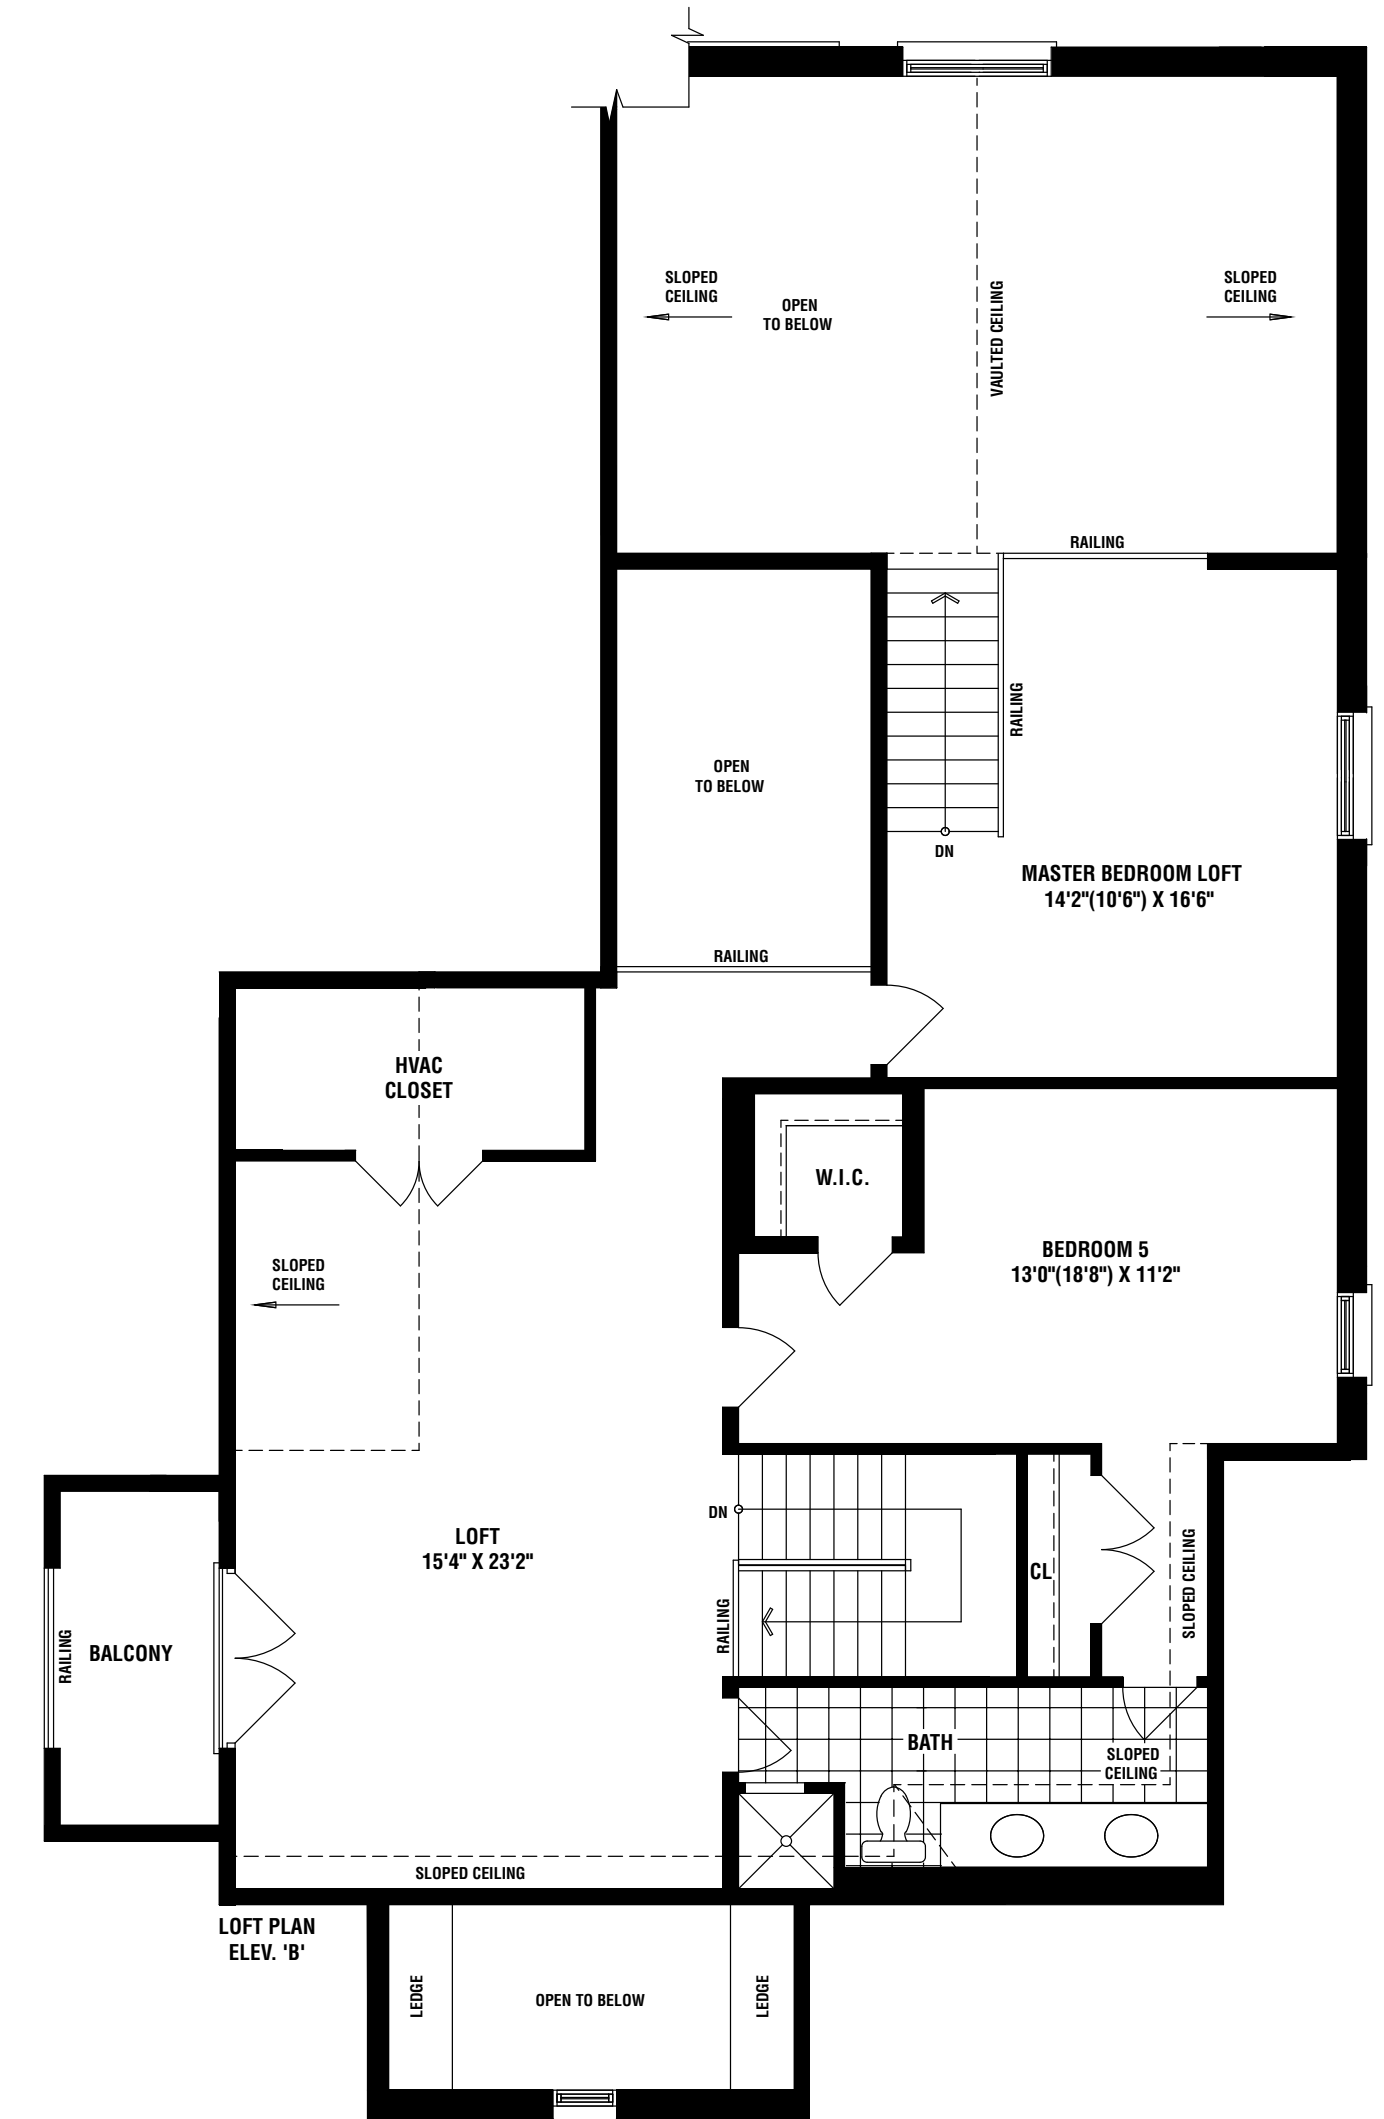 SLOPED
CEILING
OPEN
TO BELOW
VAULTED CEILING
SLOPED
CEILING
RAILING
RAILING
OPEN
TO BELOW
DN
MASTER BEDROOM LOFT
14'2"(10'6") X 16'6"
RAILING
HVAC
CLOSET
W.I.C.
SLOPED
CEILING
BEDROOM 5
13'0"(18'8") X 11'2"
DN
LOFT
15'4" X 23'2"
CL
SLOPED CEILING
RAILING
RAILING
BALCONY
BATH
SLOPED
CEILING
SLOPED CEILING
LOFT PLAN
ELEV. 'B'
LEDGE
OPEN TO BELOW
LEDGE